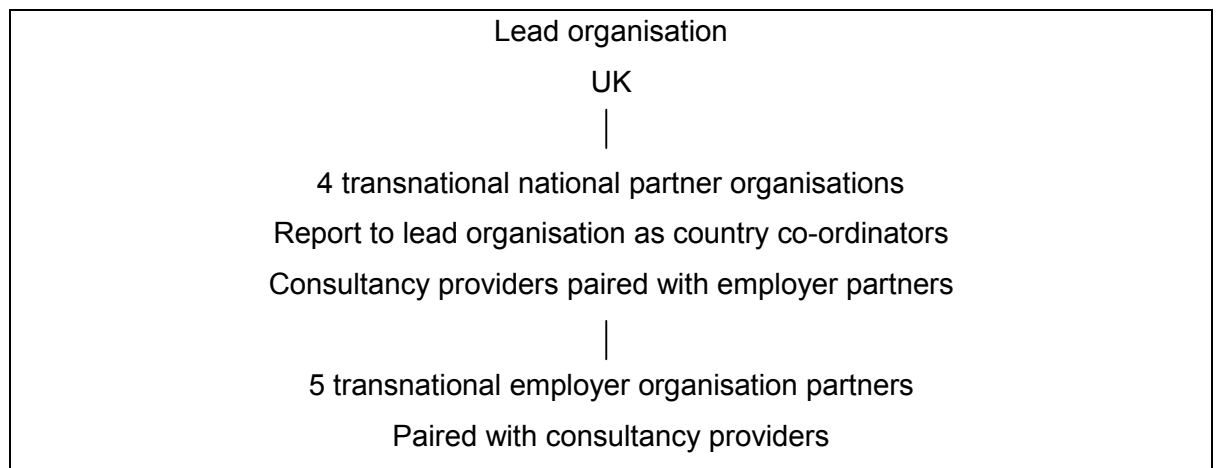 Lead organisation
UK
4 transnational national partner organisations
Report to lead organisation as country co-ordinators
Consultancy providers paired with employer partners
5 transnational employer organisation partners
Paired with consultancy providers